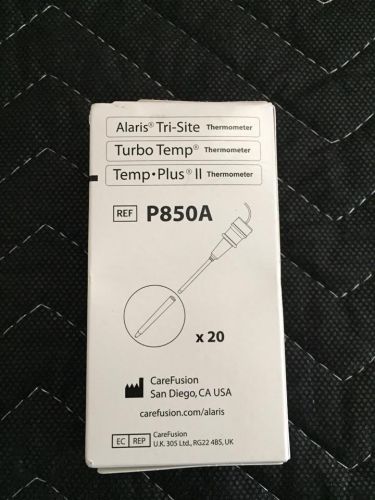 Alaris® Tri-Site Thermometer
Turbo Temp® Thermometer
Temp•Plus® II Thermometer
REF P850A
x 20
CareFusion
San Diego, CA USA
carefusion.com/alaris
EC REP CareFusion
U.K. 305 Ltd., RG22 4BS, UK